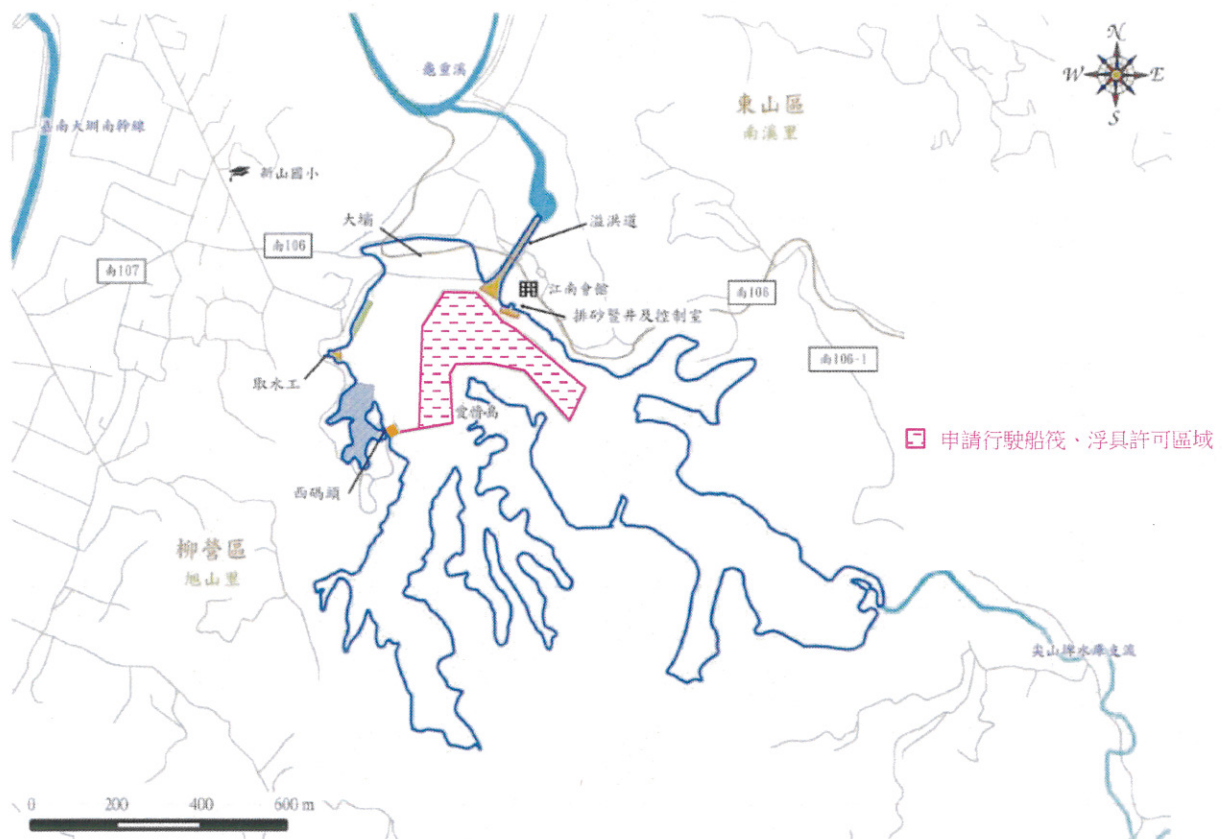 N
W
E
S
龜重溪
東山區
南溪里
嘉南大圳南幹線
新山國小
大壩
溢洪道
南106
南107
江南會館
南108
排砂豎井及控制室
南106-1
取水工
愛情島
申請行駛船筏、浮具許可區域
西碼頭
柳營區
旭山里
尖山埤水庫支流
0 200 400 600 m